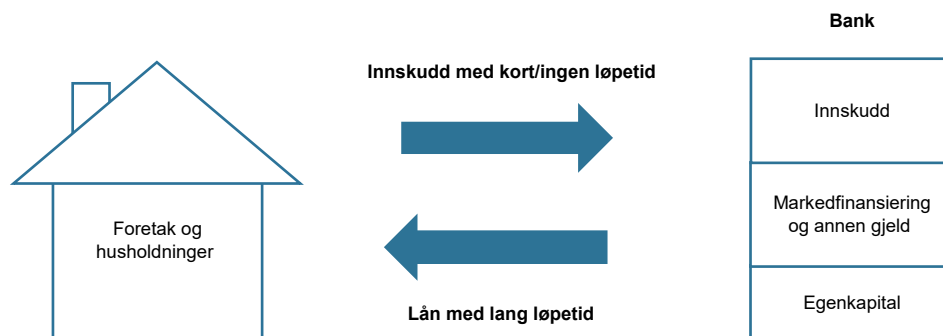 Bank
Innskudd med kort/ingen løpetid
Innskudd
Foretak og
husholdninger
Markedfinansiering
og annen gjeld
Lån med lang løpetid
Egenkapital